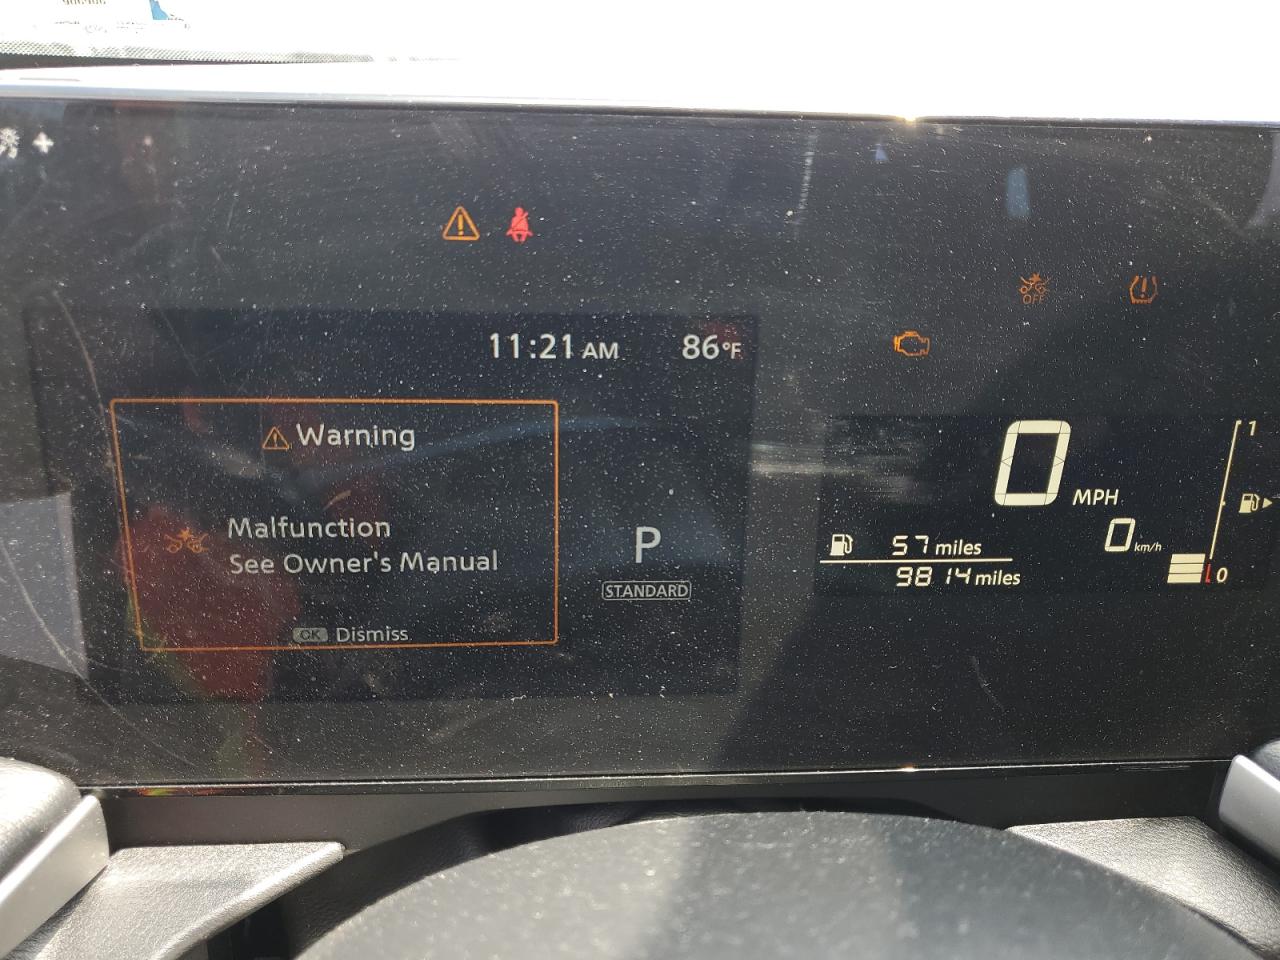 11:21 AM 86°F
Warning
Malfunction
See Owner's Manual
OK Dismiss
P
STANDARD
OFF
0 MPH
0 km/h
57 miles
9814 miles
1
0